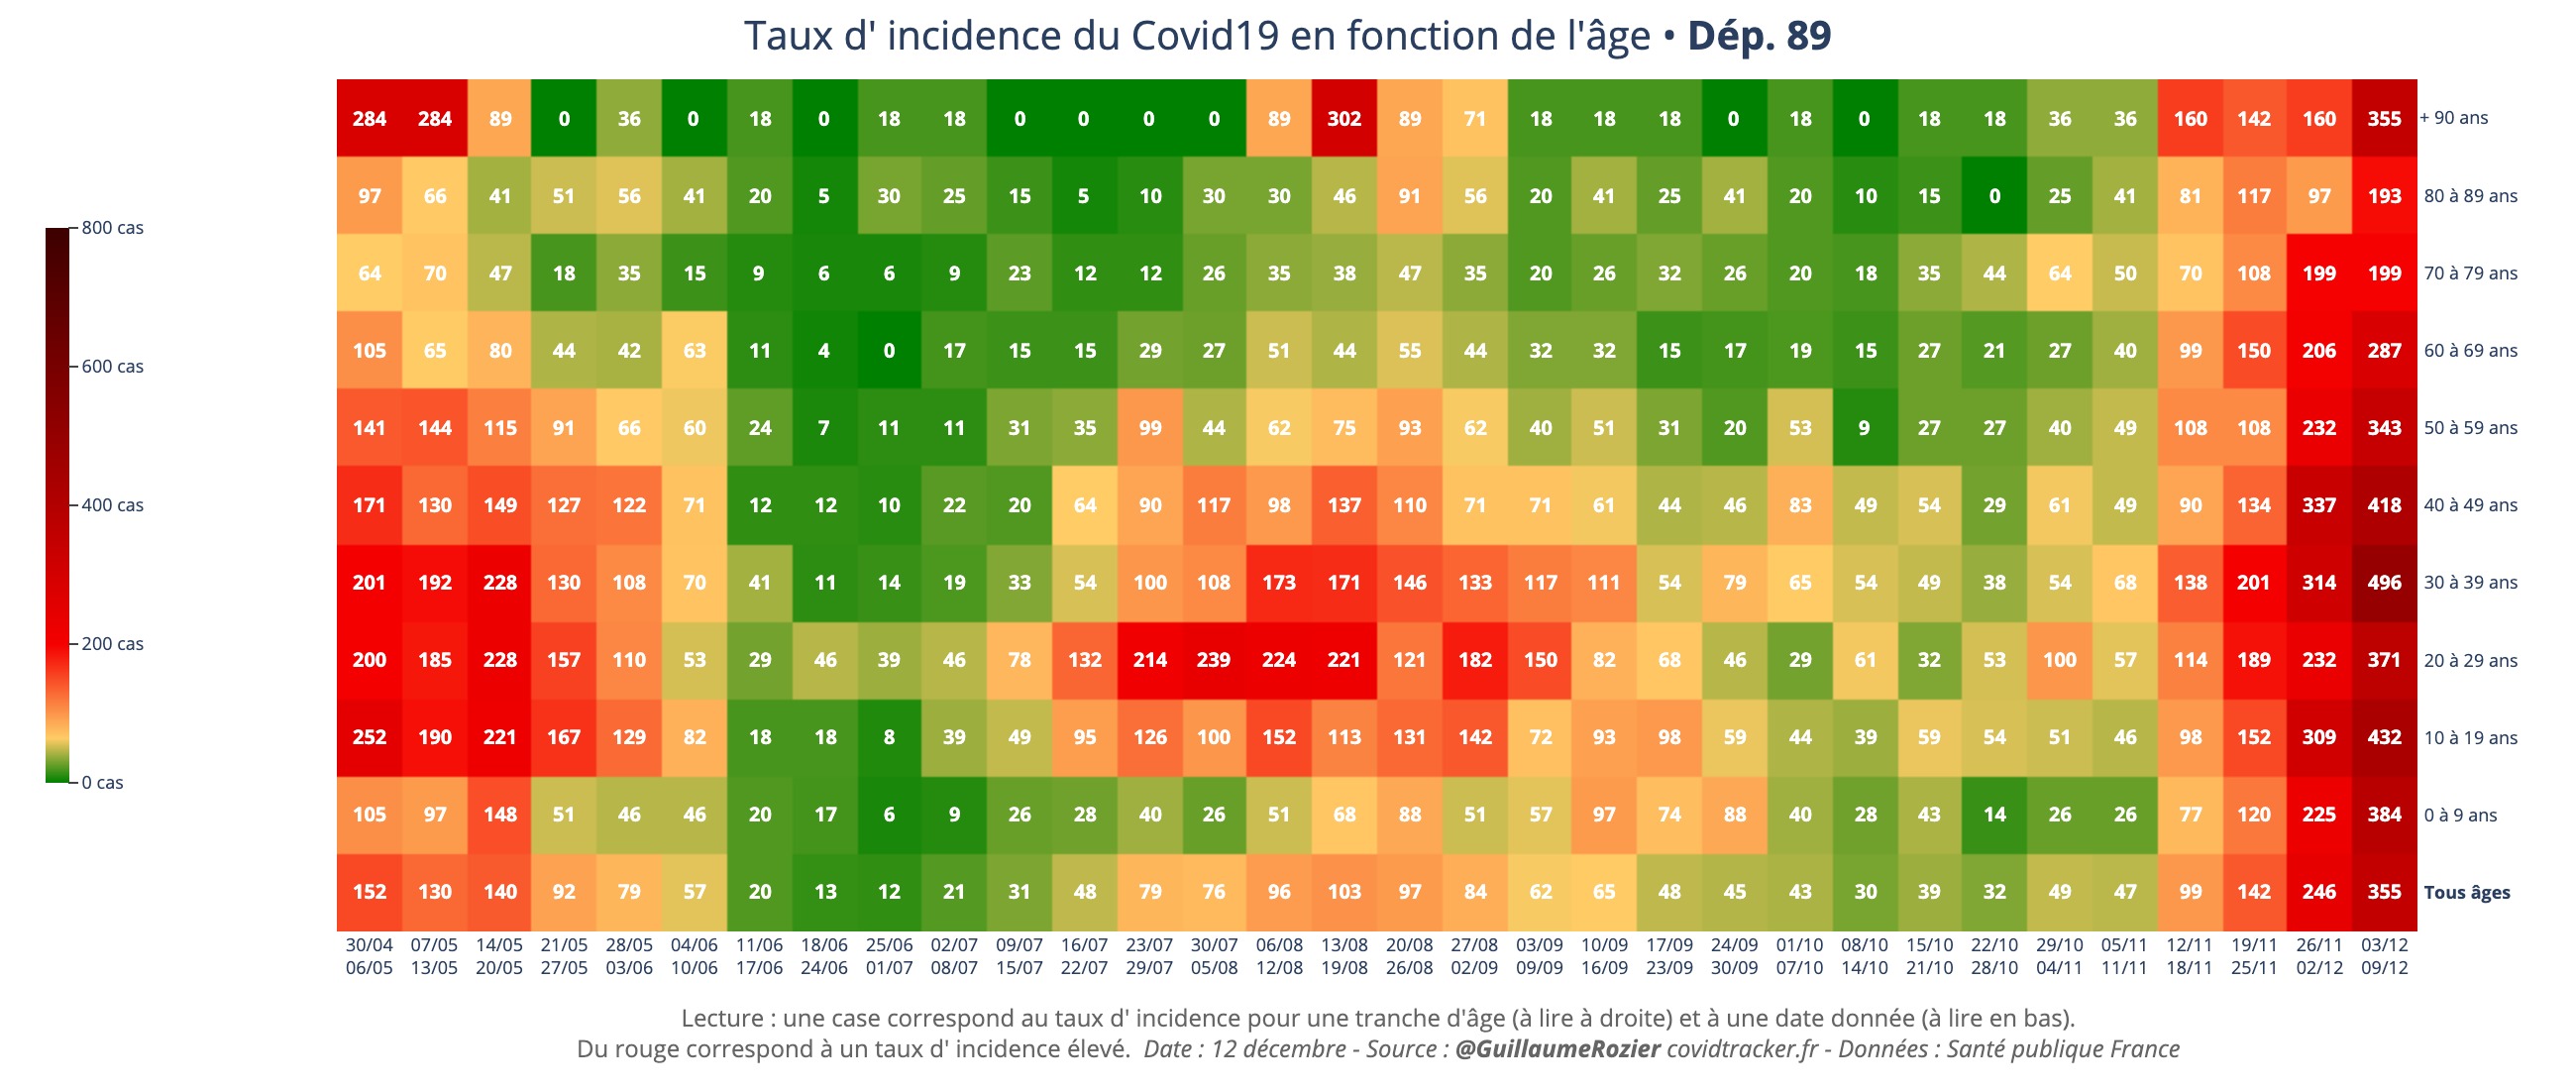 Taux d' incidence du Covid19 en fonction de l'âge • Dép. 89
800 cas
600 cas
400 cas
200 cas
0 cas
284 284 89 0 36 0 18 0 18 18 0 0 0 0 89 302 89 71 18 18 18 0 18 0 18 18 36 36 160 142 160 355 + 90 ans
97 66 41 51 56 41 20 5 30 25 15 5 10 30 30 46 91 56 20 41 25 41 20 10 15 0 25 41 81 117 97 193 80 à 89 ans
64 70 47 18 35 15 9 6 6 9 23 12 12 26 35 38 47 35 20 26 32 26 20 18 35 44 64 50 70 108 199 199 70 à 79 ans
105 65 80 44 42 63 11 4 0 17 15 15 29 27 51 44 55 44 32 32 15 17 19 15 27 21 27 40 99 150 206 287 60 à 69 ans
141 144 115 91 66 60 24 7 11 11 31 35 99 44 62 75 93 62 40 51 31 20 53 9 27 27 40 49 108 108 232 343 50 à 59 ans
171 130 149 127 122 71 12 12 10 22 20 64 90 117 98 137 110 71 71 61 44 46 83 49 54 29 61 49 90 134 337 418 40 à 49 ans
201 192 228 130 108 70 41 11 14 19 33 54 100 108 173 171 146 133 117 111 54 79 65 54 49 38 54 68 138 201 314 496 30 à 39 ans
200 185 228 157 110 53 29 46 39 46 78 132 214 239 224 221 121 182 150 82 68 46 29 61 32 53 100 57 114 189 232 371 20 à 29 ans
252 190 221 167 129 82 18 18 8 39 49 95 126 100 152 113 131 142 72 93 98 59 44 39 59 54 51 46 98 152 309 432 10 à 19 ans
105 97 148 51 46 46 20 17 6 9 26 28 40 26 51 68 88 51 57 97 74 88 40 28 43 14 26 26 77 120 225 384 0 à 9 ans
152 130 140 92 79 57 20 13 12 21 31 48 79 76 96 103 97 84 62 65 48 45 43 30 39 32 49 47 99 142 246 355 Tous âges
30/04 07/05 14/05 21/05 28/05 04/06 11/06 18/06 25/06 02/07 09/07 16/07 23/07 30/07 06/08 13/08 20/08 27/08 03/09 10/09 17/09 24/09 01/10 08/10 15/10 22/10 29/10 05/11 12/11 19/11 26/11 03/12
06/05 13/05 20/05 27/05 03/06 10/06 17/06 24/06 01/07 08/07 15/07 22/07 29/07 05/08 12/08 19/08 26/08 02/09 09/09 16/09 23/09 30/09 07/10 14/10 21/10 28/10 04/11 11/11 18/11 25/11 02/12 09/12
Lecture : une case correspond au taux d' incidence pour une tranche d'âge (à lire à droite) et à une date donnée (à lire en bas).
Du rouge correspond à un taux d' incidence élevé. Date : 12 décembre - Source : @GuillaumeRozier covidtracker.fr - Données : Santé publique France